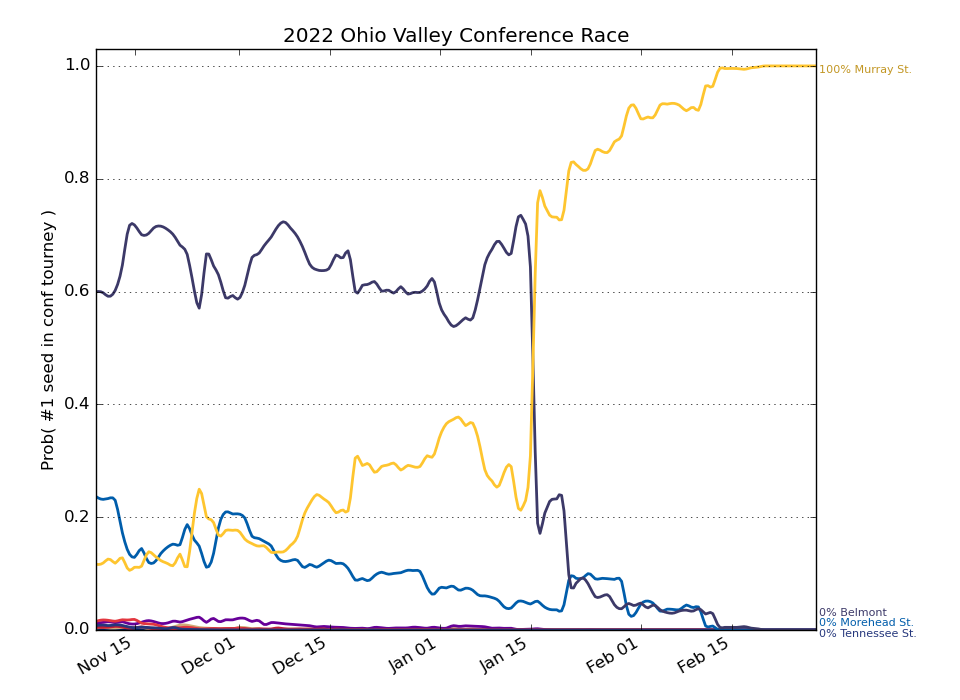 2022 Ohio Valley Conference Race
1.0
0.8
0.6
0.4
0.2
0.0
Prob( #1 seed in conf tourney )
Nov 15
Dec 01
Dec 15
Jan 01
Jan 15
Feb 01
Feb 15
100% Murray St.
0% Belmont
0% Morehead St.
0% Tennessee St.